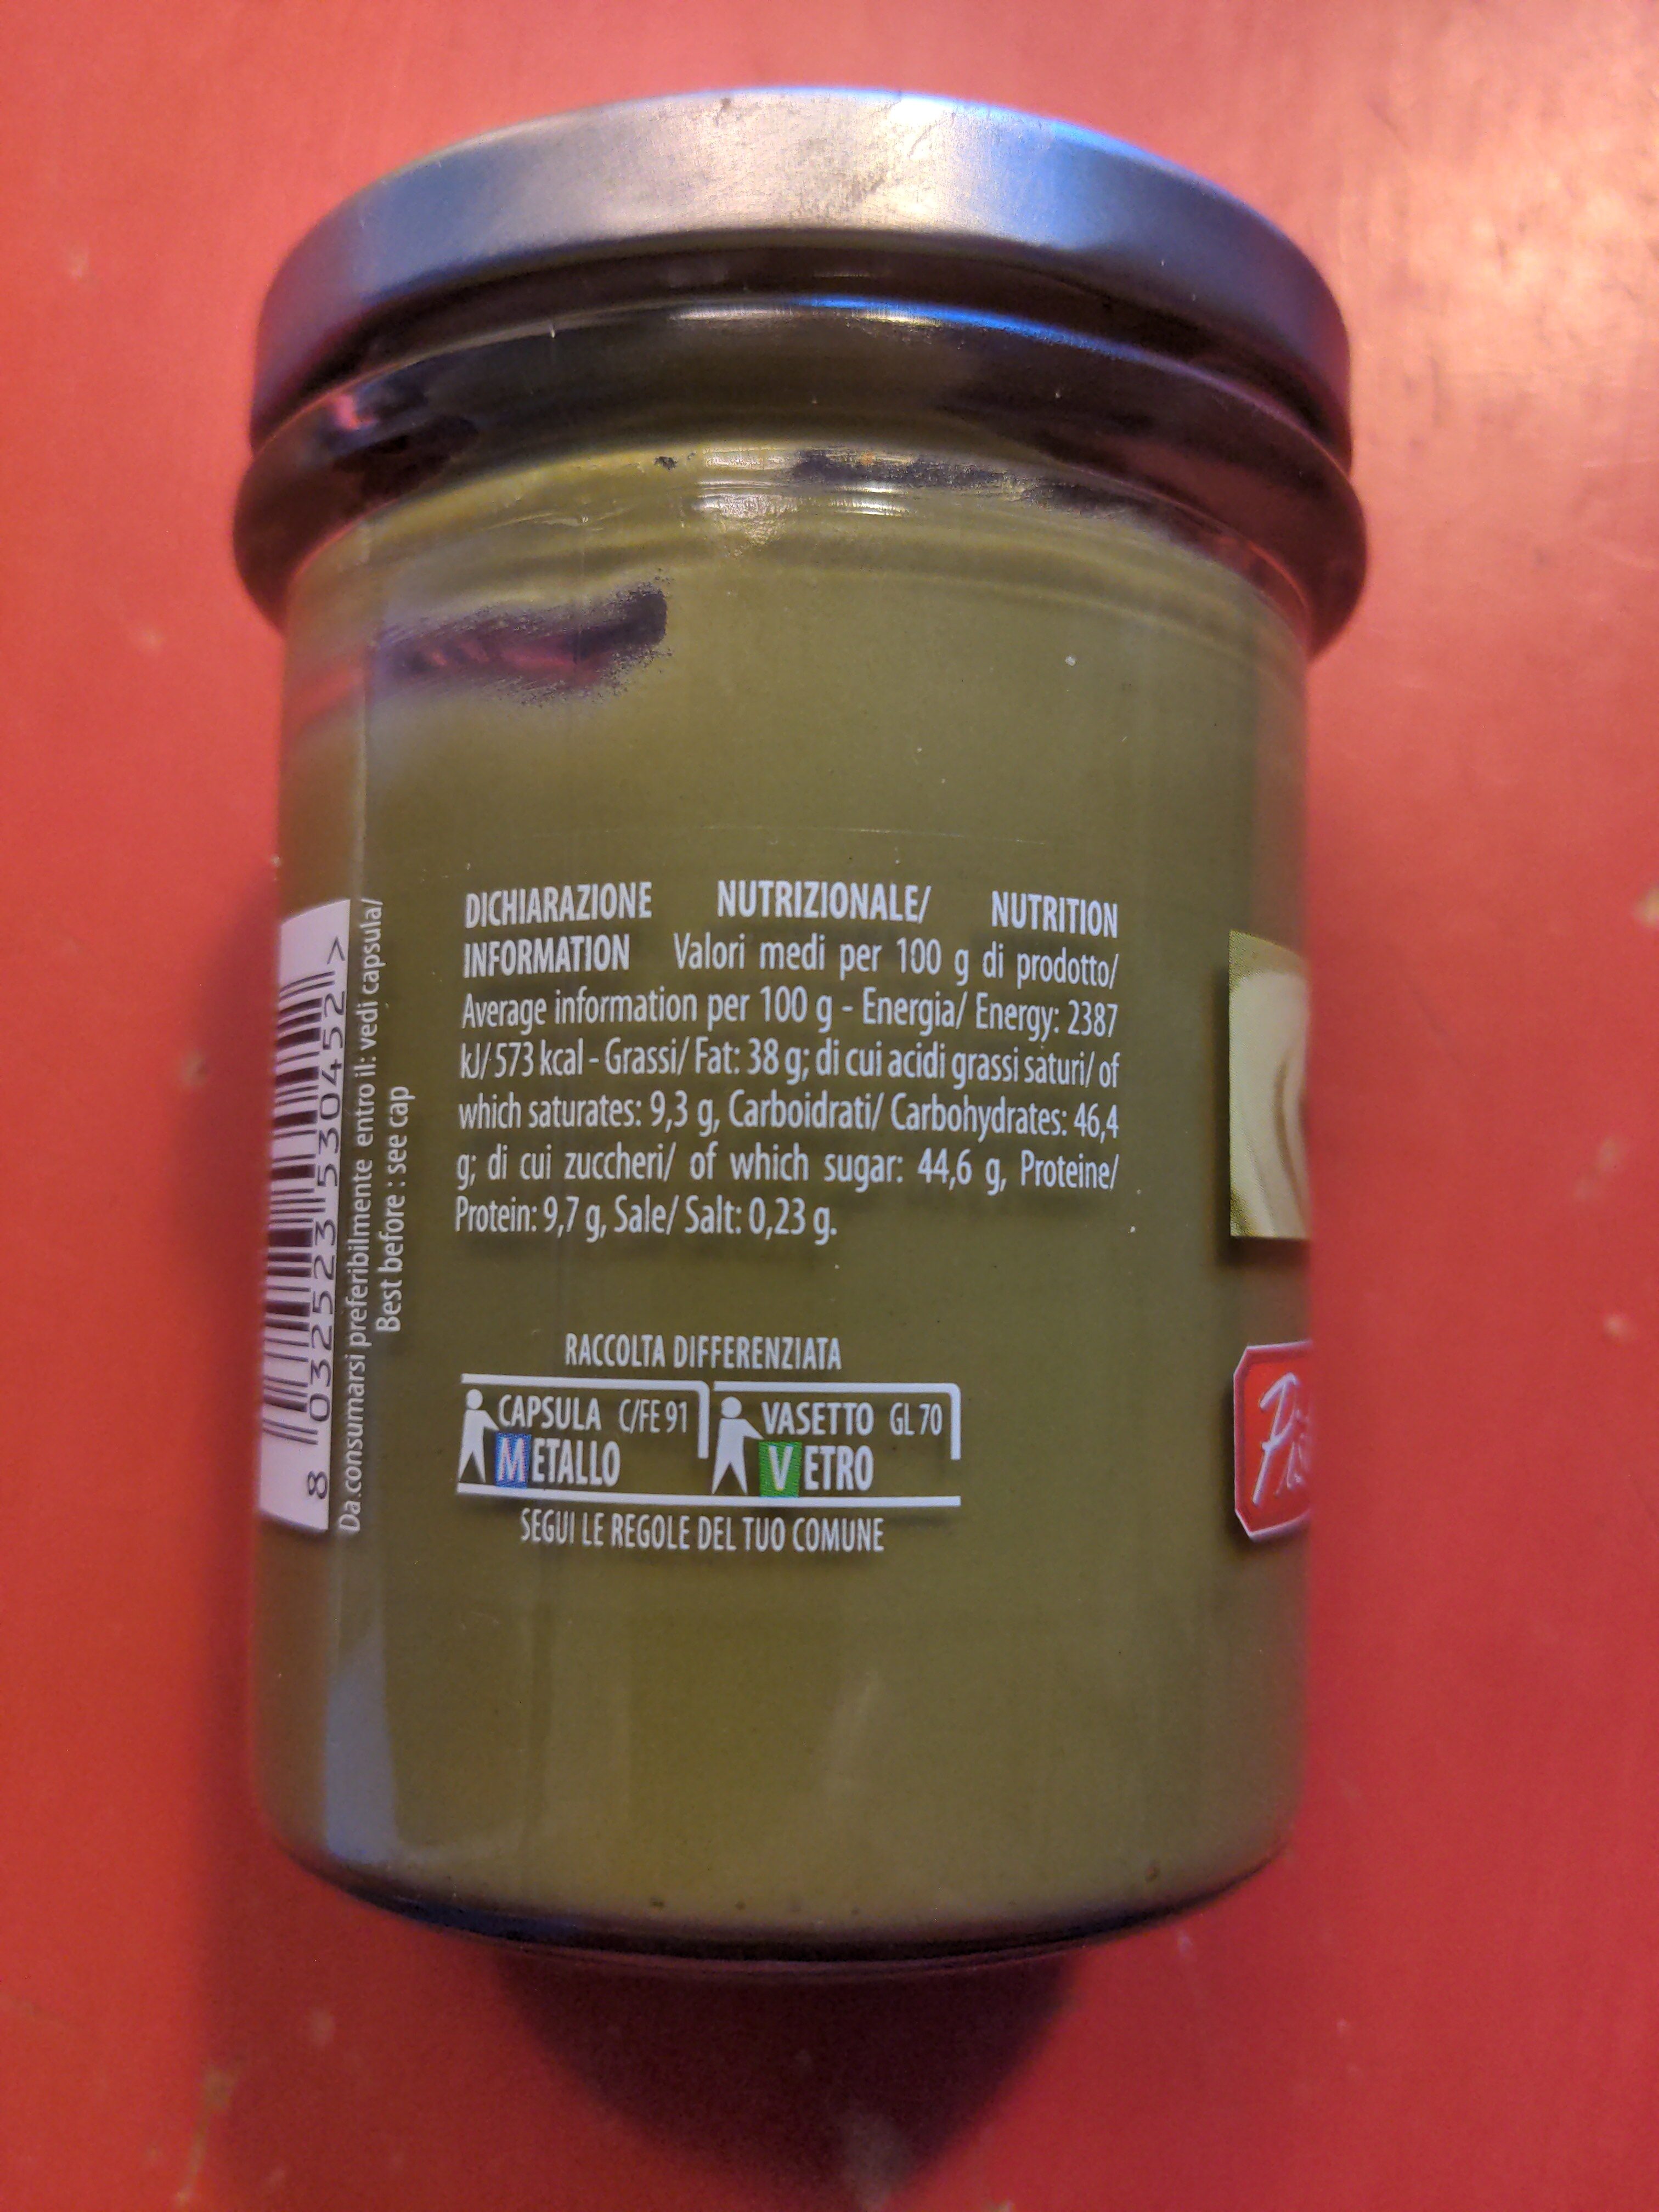 DICHIARAZIONE NUTRIZIONALE/ NUTRITION
INFORMATION Valori medi per 100 g di prodotto/
Average information per 100 g - Energia/ Energy: 2387
kJ/ 573 kcal - Grassi/ Fat: 38 g; di cui acidi grassi saturi/ of
which saturates: 9,3 g, Carboidrati/ Carbohydrates: 46,4
g; di cui zuccheri/ of which sugar: 44,6 g, Proteine/
Protein: 9,7 g, Sale/ Salt: 0,23 g.
RACCOLTA DIFFERENZIATA
CAPSULA C/FE 91
METALLO
VASETTO GL 70
VETRO
SEGUI LE REGOLE DEL TUO COMUNE
8 032523 530452 >
Da consumarsi preferibilmente entro il: vedi capsula/
Best before : see cap